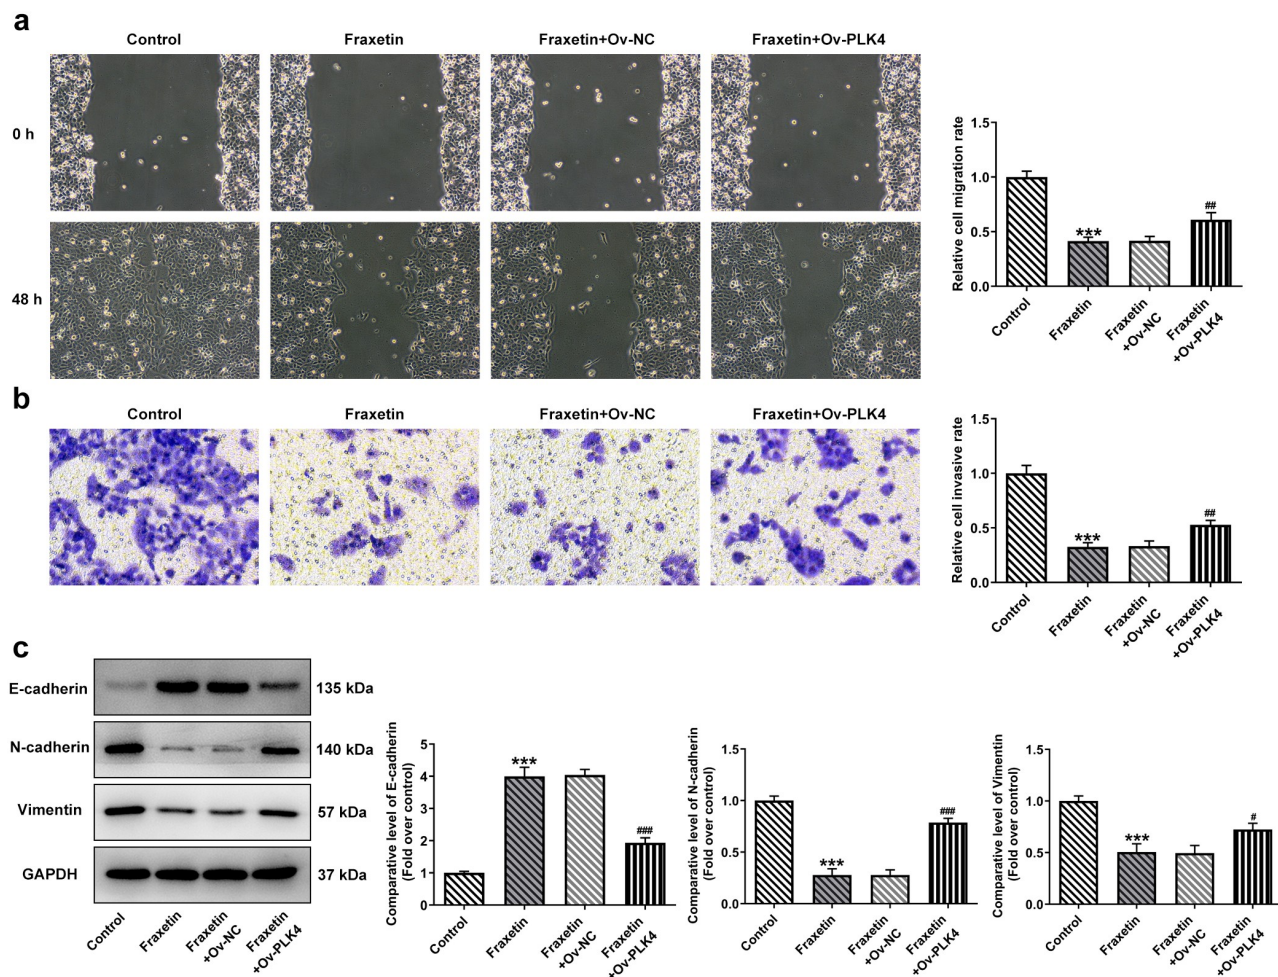 a
Control
Fraxetin
Fraxetin+Ov-NC
Fraxetin+Ov-PLK4
0 h
48 h
Relative cell migration rate
1.5
1.0
0.5
0.0
***
##
Control
Fraxetin
Fraxetin
+Ov-NC
Fraxetin
+Ov-PLK4
b
Control
Fraxetin
Fraxetin+Ov-NC
Fraxetin+Ov-PLK4
Relative cell invasive rate
1.5
1.0
0.5
0.0
***
##
Control
Fraxetin
Fraxetin
+Ov-NC
Fraxetin
+Ov-PLK4
c
E-cadherin
135 kDa
N-cadherin
140 kDa
Vimentin
57 kDa
GAPDH
37 kDa
Control
Fraxetin
Fraxetin
+Ov-NC
Fraxetin
+Ov-PLK4
Comparative level of E-cadherin
(Fold over control)
5
4
3
2
1
0
***
###
Control
Fraxetin
Fraxetin
+Ov-NC
Fraxetin
+Ov-PLK4
Comparative level of N-cadherin
(Fold over control)
1.5
1.0
0.5
0.0
***
###
Control
Fraxetin
Fraxetin
+Ov-NC
Fraxetin
+Ov-PLK4
Comparative level of Vimentin
(Fold over control)
1.5
1.0
0.5
0.0
***
#
Control
Fraxetin
Fraxetin
+Ov-NC
Fraxetin
+Ov-PLK4